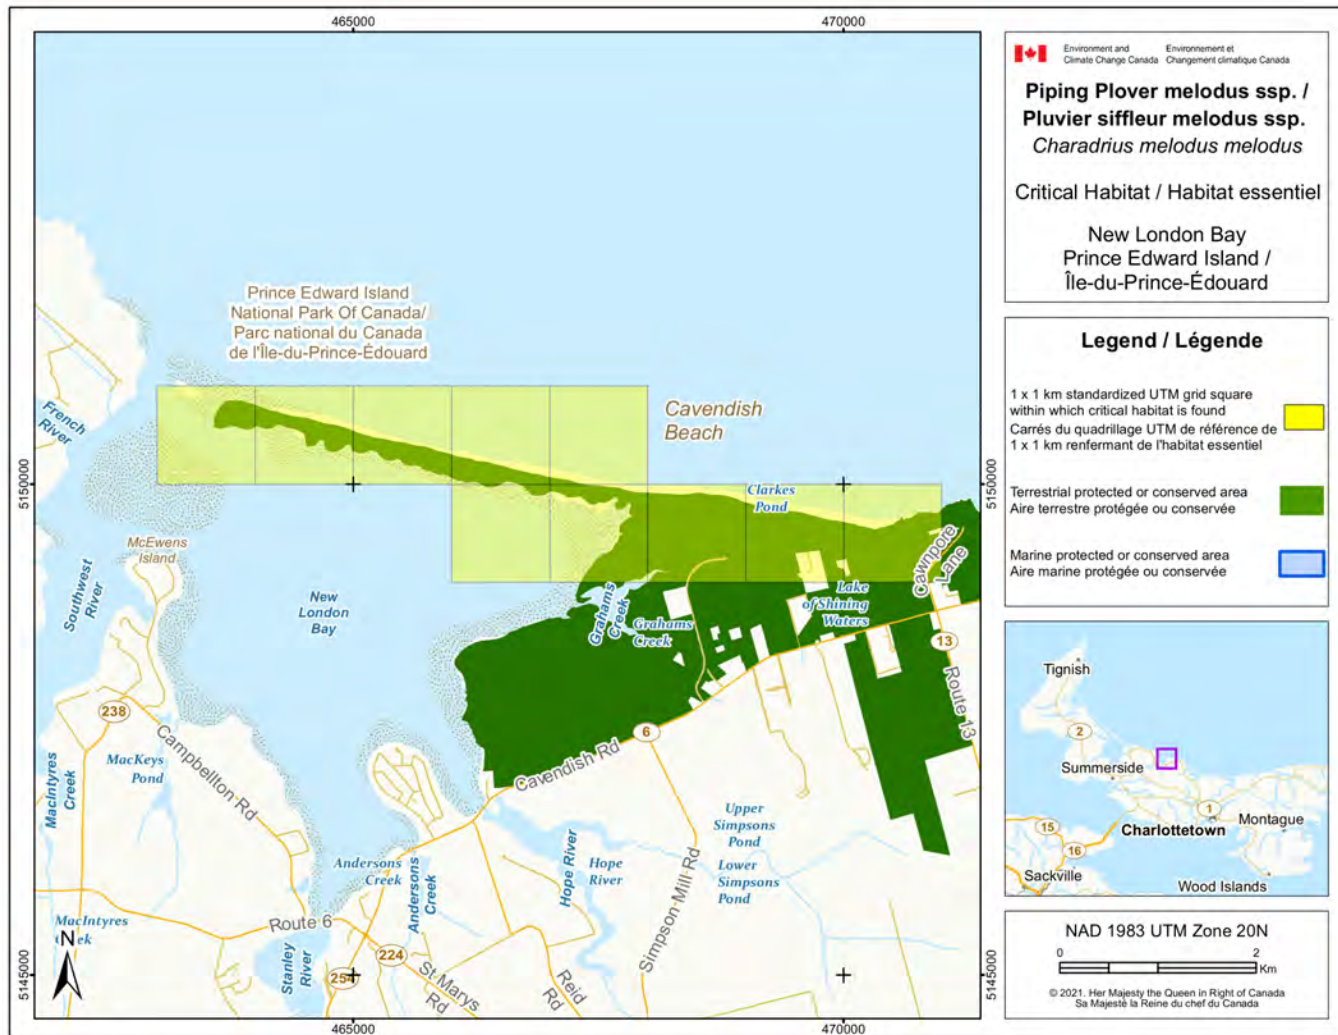 465000
470000
Prince Edward Island
National Park Of Canada/
Parc national du Canada
de l'Île-du-Prince-Édouard
Cavendish
Beach
French
River
5150000
5150000
Clarkes
Pond
McEwens
Island
Southwest
River
New
London
Bay
Grahams
Creek
Grahams
Creek
Lake
of Shining
Waters
Cawnpore
Lane
13
Route 13
238
6
Cavendish Rd
Campbellton Rd
MacKeys
Pond
MacIntyres
Creek
Upper
Simpsons
Pond
Lower
Simpsons
Pond
Simpson Mill Rd
Andersons
Creek
Andersons
Creek
Hope River
Hope
River
MacIntyres
Route 6
Stanley
River
254
224
St Marys
Rd
Reid
Rd
N
5145000
5145000
465000
470000
Environment and
Climate Change Canada
Environnement et
Changement climatique Canada
Piping Plover melodus ssp. /
Pluvier siffleur melodus ssp.
Charadrius melodus melodus
Critical Habitat / Habitat essentiel
New London Bay
Prince Edward Island /
Île-du-Prince-Édouard
Legend / Légende
1 x 1 km standardized UTM grid square
within which critical habitat is found
Carrés du quadrillage UTM de référence de
1 x 1 km renfermant de l'habitat essentiel
Terrestrial protected or conserved area
Aire terrestre protégée ou conservée
Marine protected or conserved area
Aire marine protégée ou conservée
Tignish
2
Summerside
1
Montague
15
Charlottetown
16
Sackville
Wood Islands
NAD 1983 UTM Zone 20N
0 2
Km
© 2021. Her Majesty the Queen in Right of Canada
Sa Majesté la Reine du chef du Canada